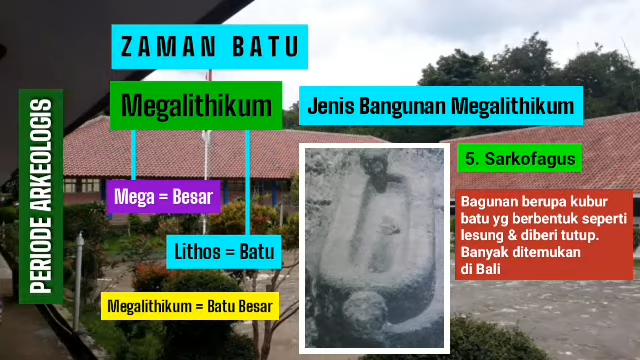 ZAMAN BATU
PERIODE ARKEOLOGIS
Megalithikum
Mega = Besar
Lithos = Batu
Megalithikum = Batu Besar
Jenis Bangunan Megalithikum
5. Sarkofagus
Bagunan berupa kubur
batu yg berbentuk seperti
lesung & diberi tutup.
Banyak ditemukan
di Bali